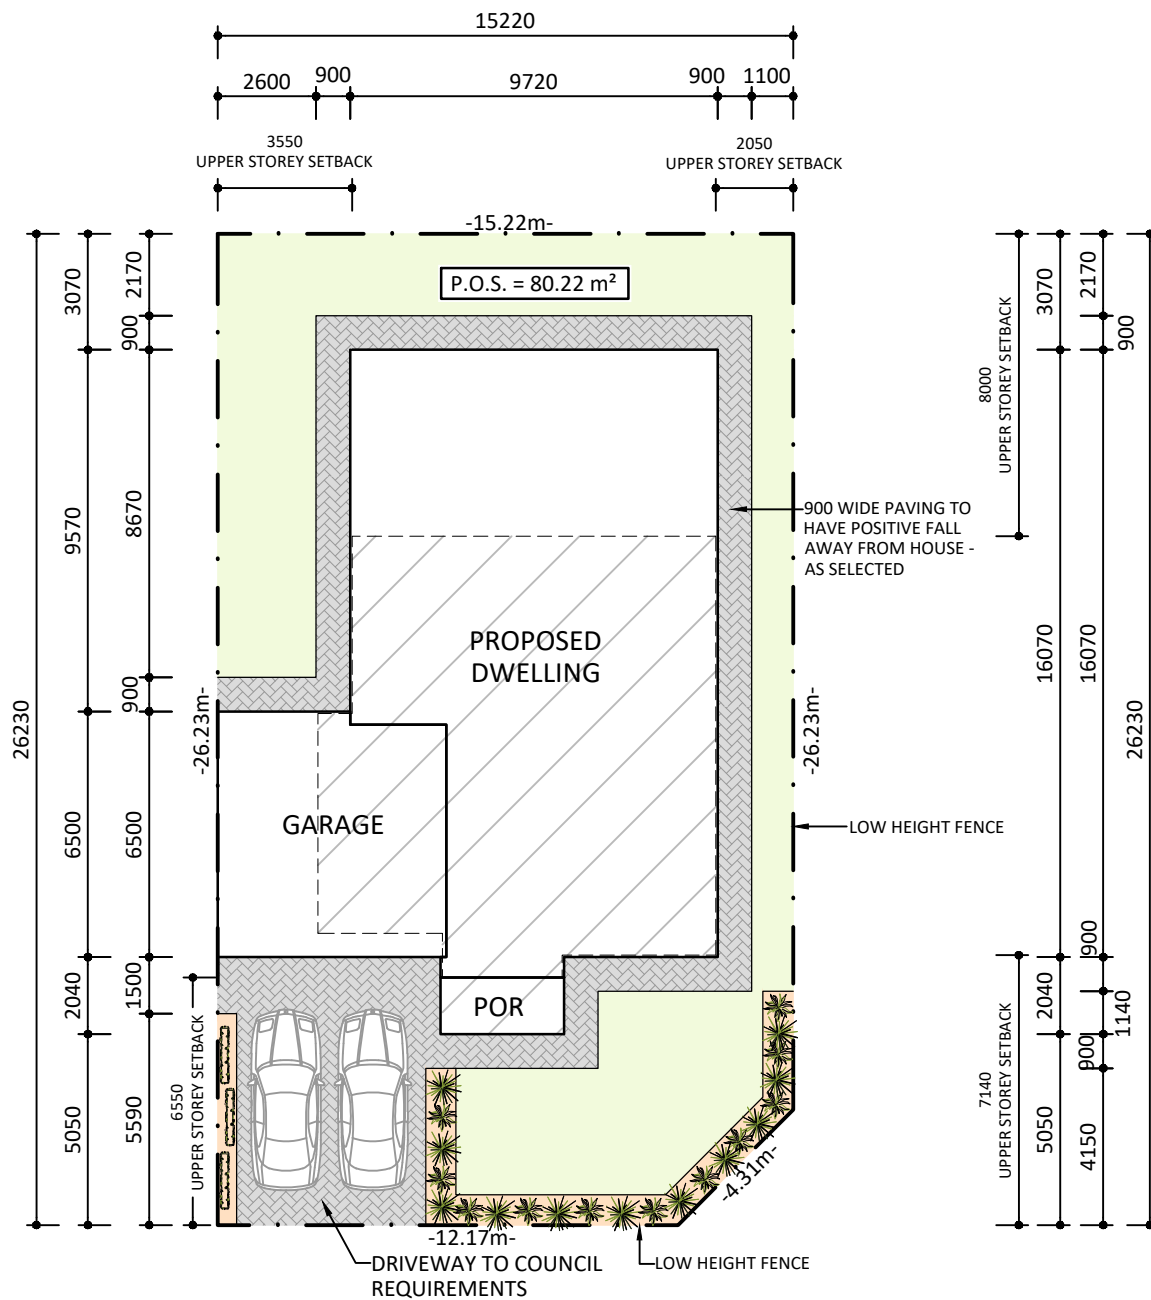 15220
2600
900
9720
900
1100
3550
UPPER STOREY SETBACK
2050
UPPER STOREY SETBACK
-15.22m-
P.O.S. = 80.22 m²
26230
3070
9570
6500
2040
5050
2170
900
8670
900
6500
1500
5590
6550
UPPER STOREY SETBACK
-26.23m-
PROPOSED
DWELLING
GARAGE
POR
900 WIDE PAVING TO
HAVE POSITIVE FALL
AWAY FROM HOUSE -
AS SELECTED
-26.23m-
LOW HEIGHT FENCE
8000
UPPER STOREY SETBACK
7140
UPPER STOREY SETBACK
3070
16070
2040
5050
2170
900
16070
900
1140
900
4150
26230
-4.31m-
-12.17m-
DRIVEWAY TO COUNCIL
REQUIREMENTS
LOW HEIGHT FENCE